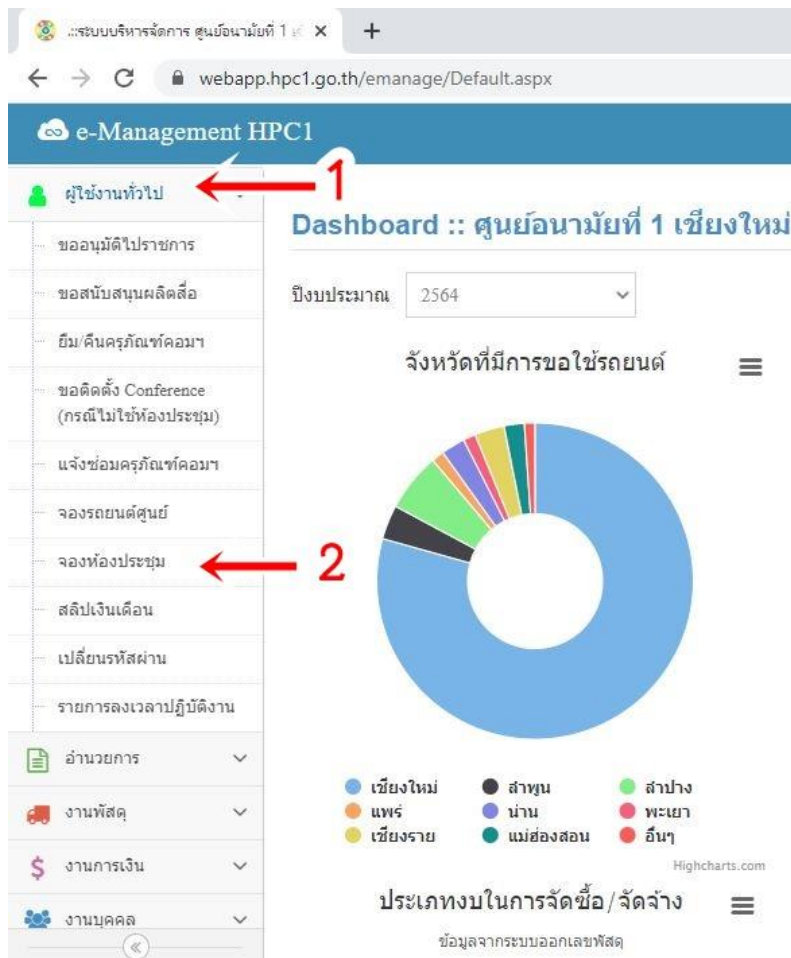 .::ระบบบริหารจัดการ ศูนย์อนามัยที่ 1
webapp.hpc1.go.th/emanage/Default.aspx
e-Management HPC1
1
ผู้ใช้งานทั่วไป
ขออนุมัติไปราชการ
ขอสนับสนุนผลิตสื่อ
ยืม/คืนครุภัณฑ์คอมฯ
ขอติดตั้ง Conference
(กรณีไม่ใช้ห้องประชุม)
แจ้งซ่อมครุภัณฑ์คอมฯ
จองรถยนต์ศูนย์
จองห้องประชุม
2
สลิปเงินเดือน
เปลี่ยนรหัสผ่าน
รายการลงเวลาปฏิบัติงาน
อำนวยการ
งานพัสดุ
งานการเงิน
งานบุคคล
Dashboard :: ศูนย์อนามัยที่ 1 เชียงใหม่
ปีงบประมาณ 2564
จังหวัดที่มีการขอใช้รถยนต์
เชียงใหม่ ลำพูน ลำปาง
แพร่ น่าน พะเยา
เชียงราย แม่ฮ่องสอน อื่นๆ
Highcharts.com
ประเภทงบในการจัดซื้อ/จัดจ้าง
ข้อมูลจากระบบออกเลขพัสดุ